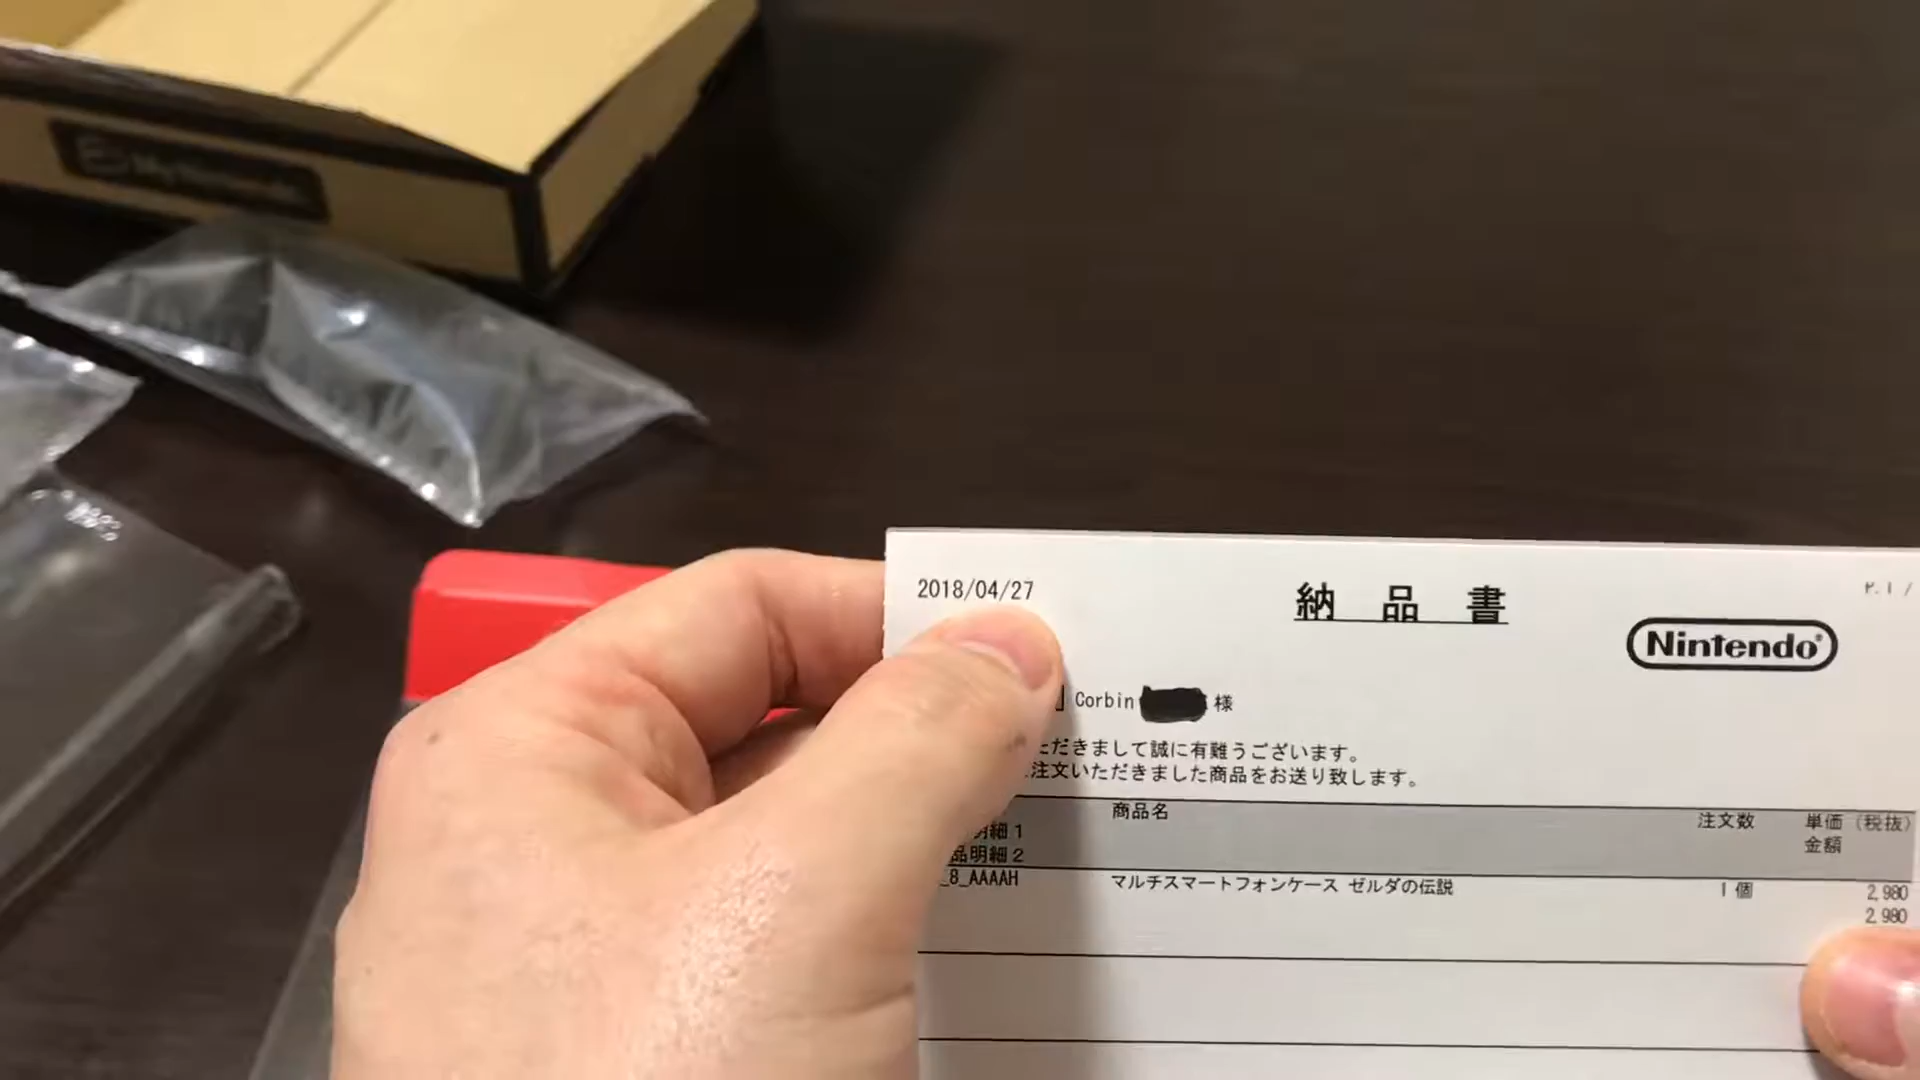 My Nintendo
2018/04/27
納品書
P. 1 /
Nintendo®
Corbin 様
ただきまして誠に有難うございます。
注文いただきました商品をお送り致します。
商品名 注文数 単価（税抜）
明細1 金額
品明細2
_8_AAAAH マルチスマートフォンケース ゼルダの伝説 1個 2,980
2,980